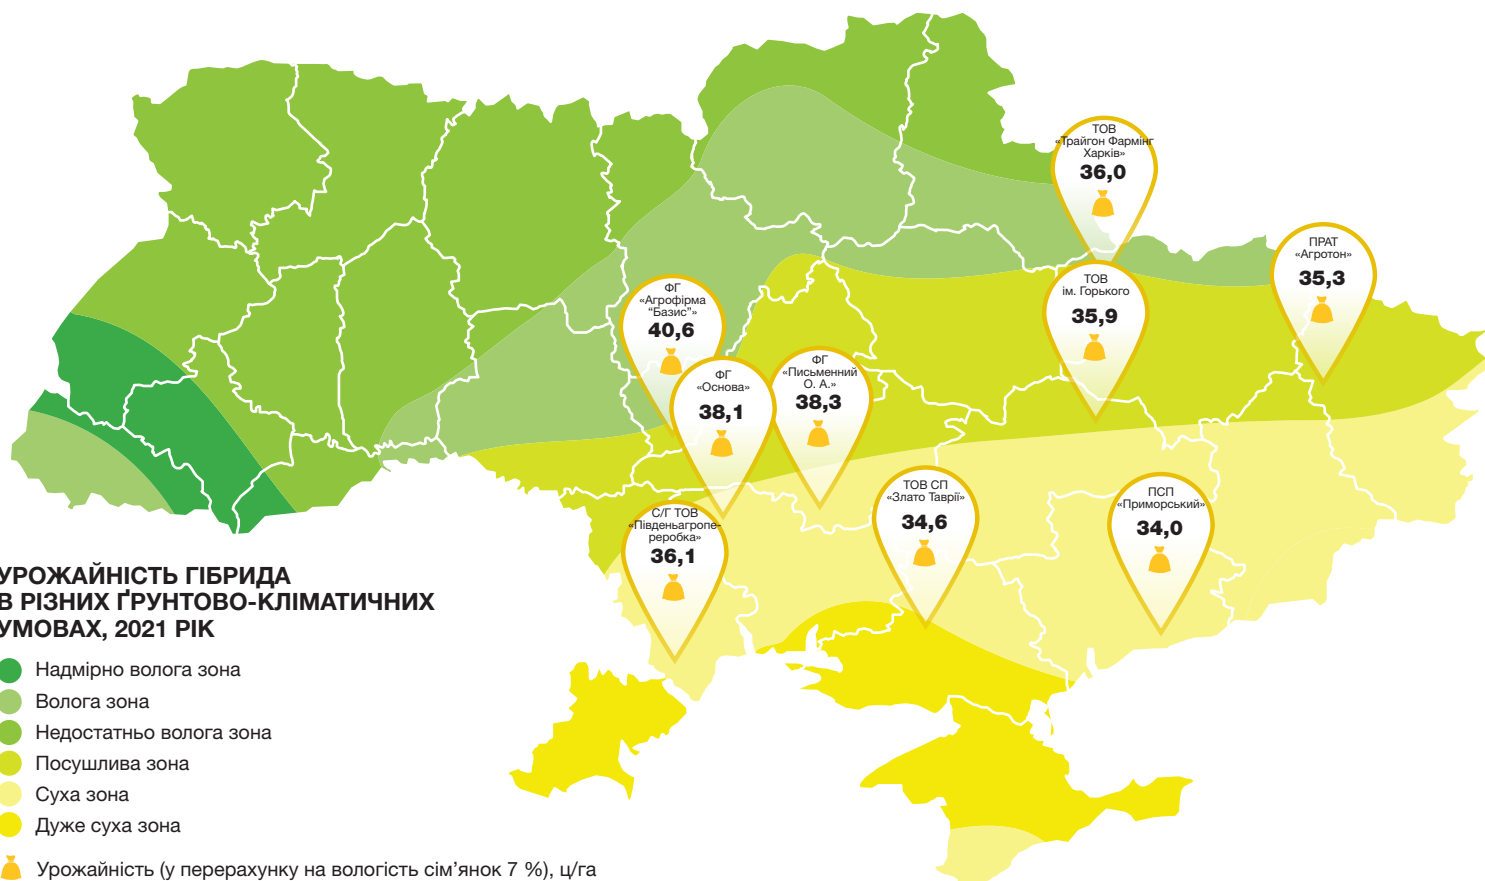 ТОВ
«Трайгон Фармінг
Харків»
36,0
ПРАТ
«Агротон»
35,3
ТОВ
ім. Горького
35,9
ФГ
«Агрофірма
“Базис”»
40,6
ФГ
«Основа»
38,1
ФГ
«Письменний
О. А.»
38,3
ТОВ СП
«Злато Таврії»
34,6
ПСП
«Приморський»
34,0
С/Г ТОВ
«Південьагропе-
реробка»
36,1
УРОЖАЙНІСТЬ ГІБРИДА
В РІЗНИХ ҐРУНТОВО-КЛІМАТИЧНИХ
УМОВАХ, 2021 РІК
Надмірно волога зона
Волога зона
Недостатньо волога зона
Посушлива зона
Суха зона
Дуже суха зона
Урожайність (у перерахунку на вологість сім’янок 7 %), ц/га